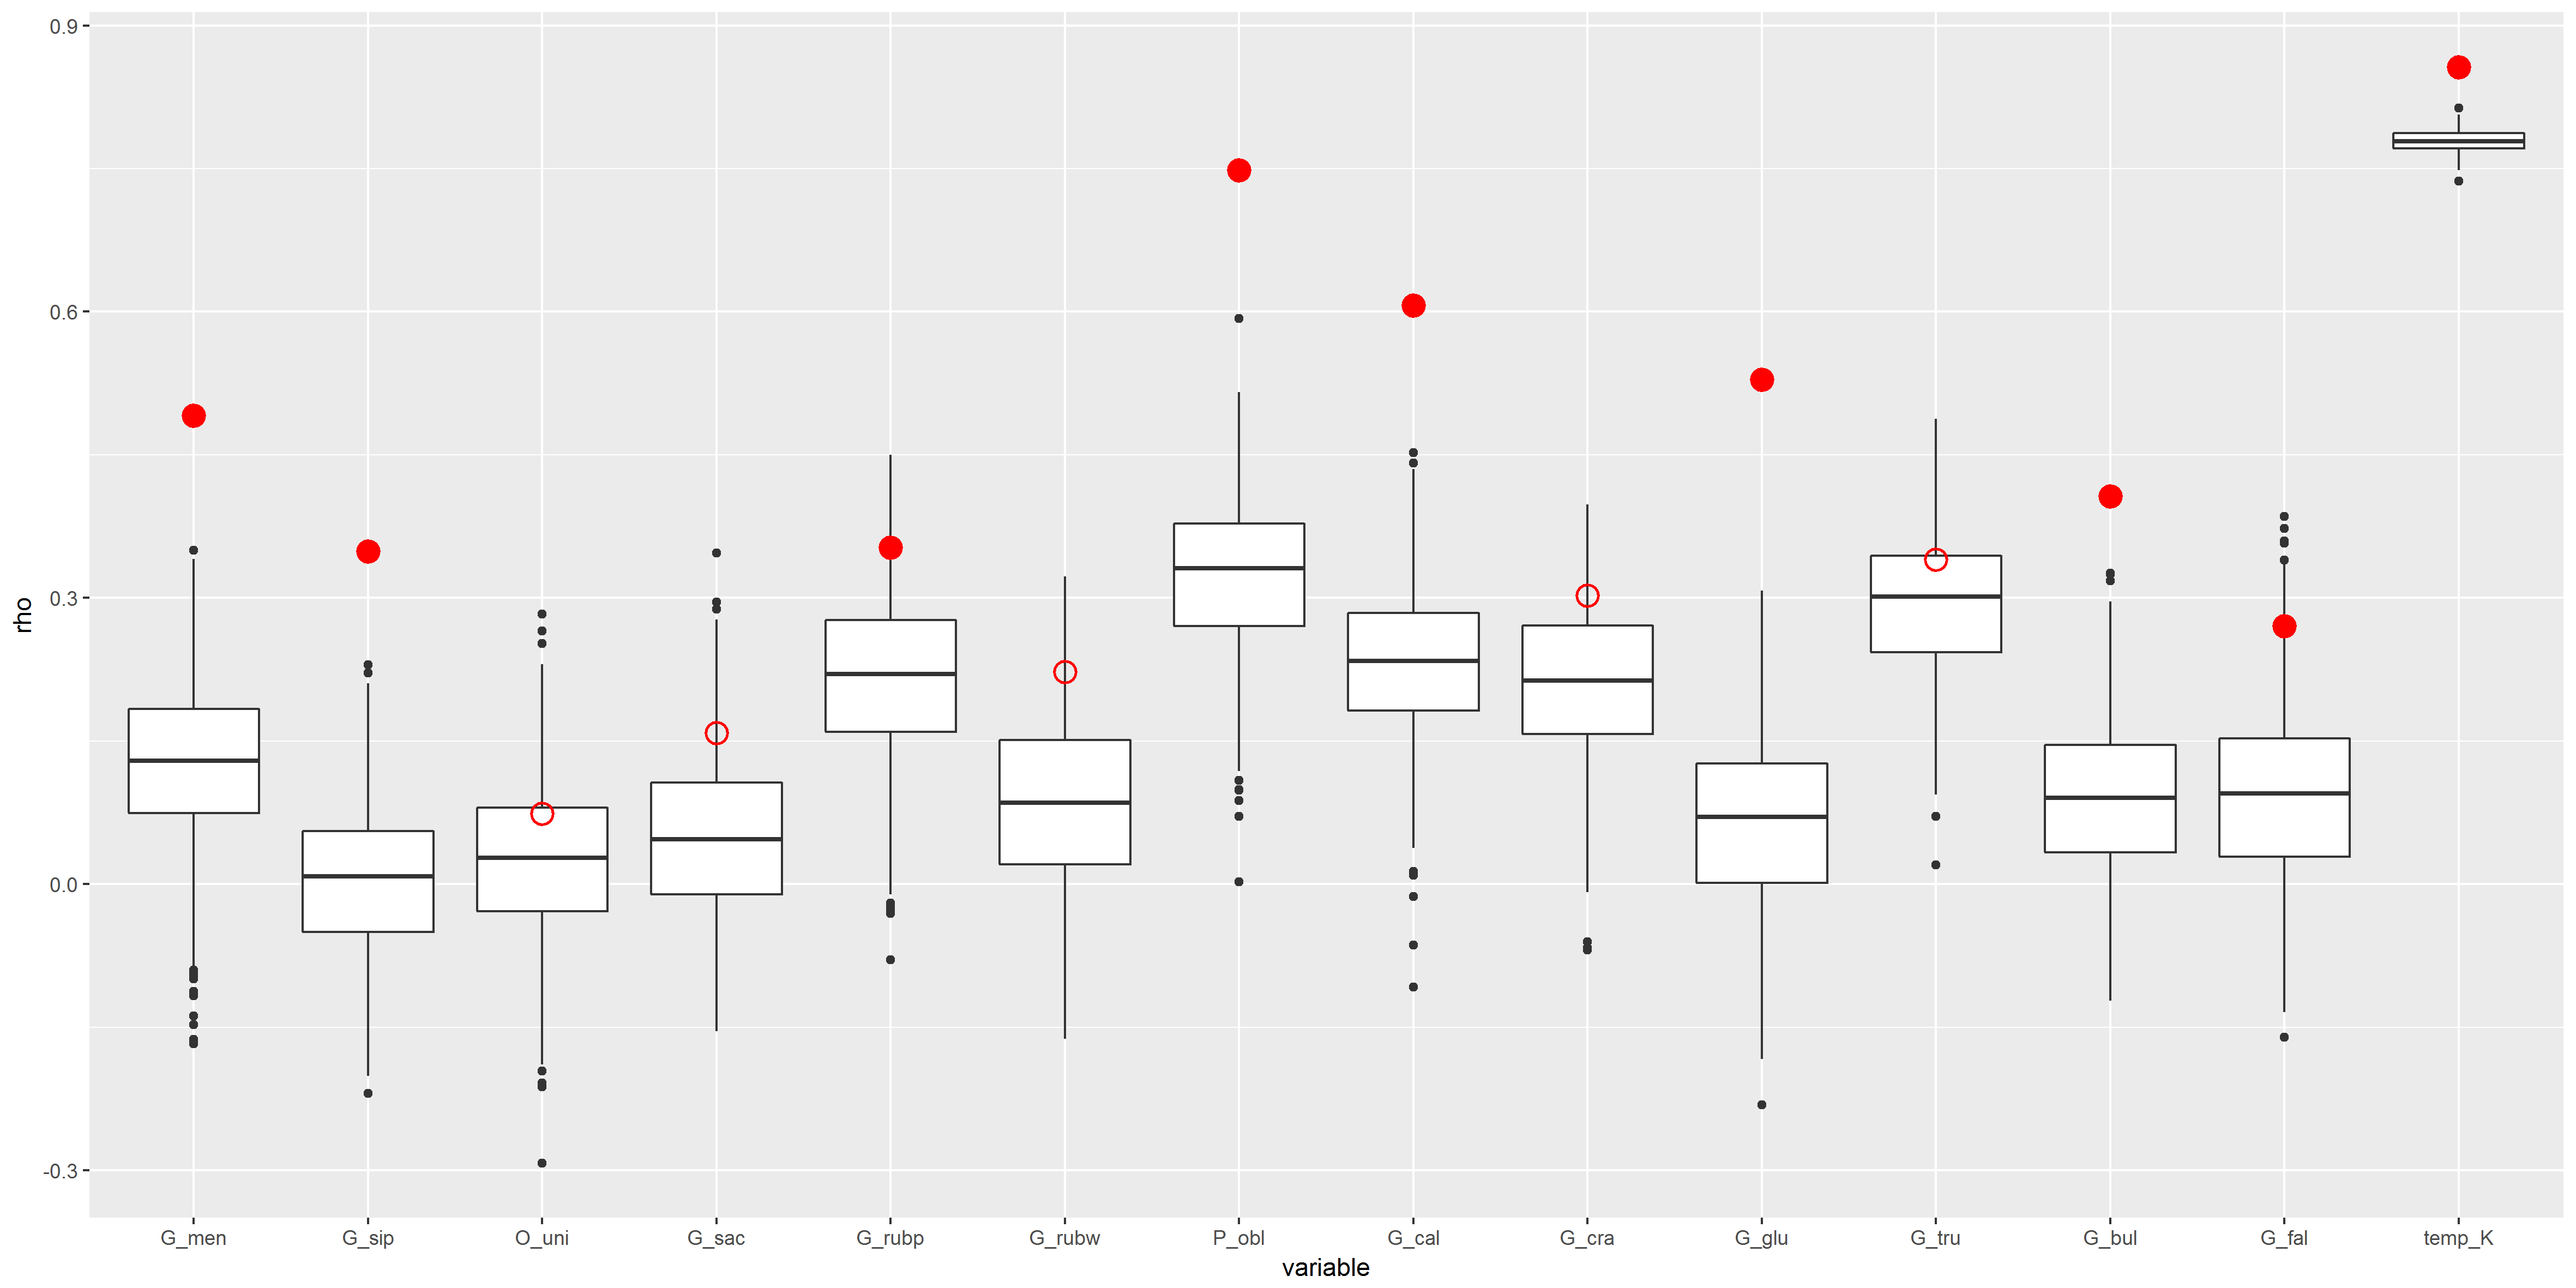 0.9
0.6
0.3
0.0
-0.3
rho
G_men G_sip O_uni G_sac G_rubp G_rubw P_obl G_cal G_cra G_glu G_tru G_bul G_fal temp_K
variable